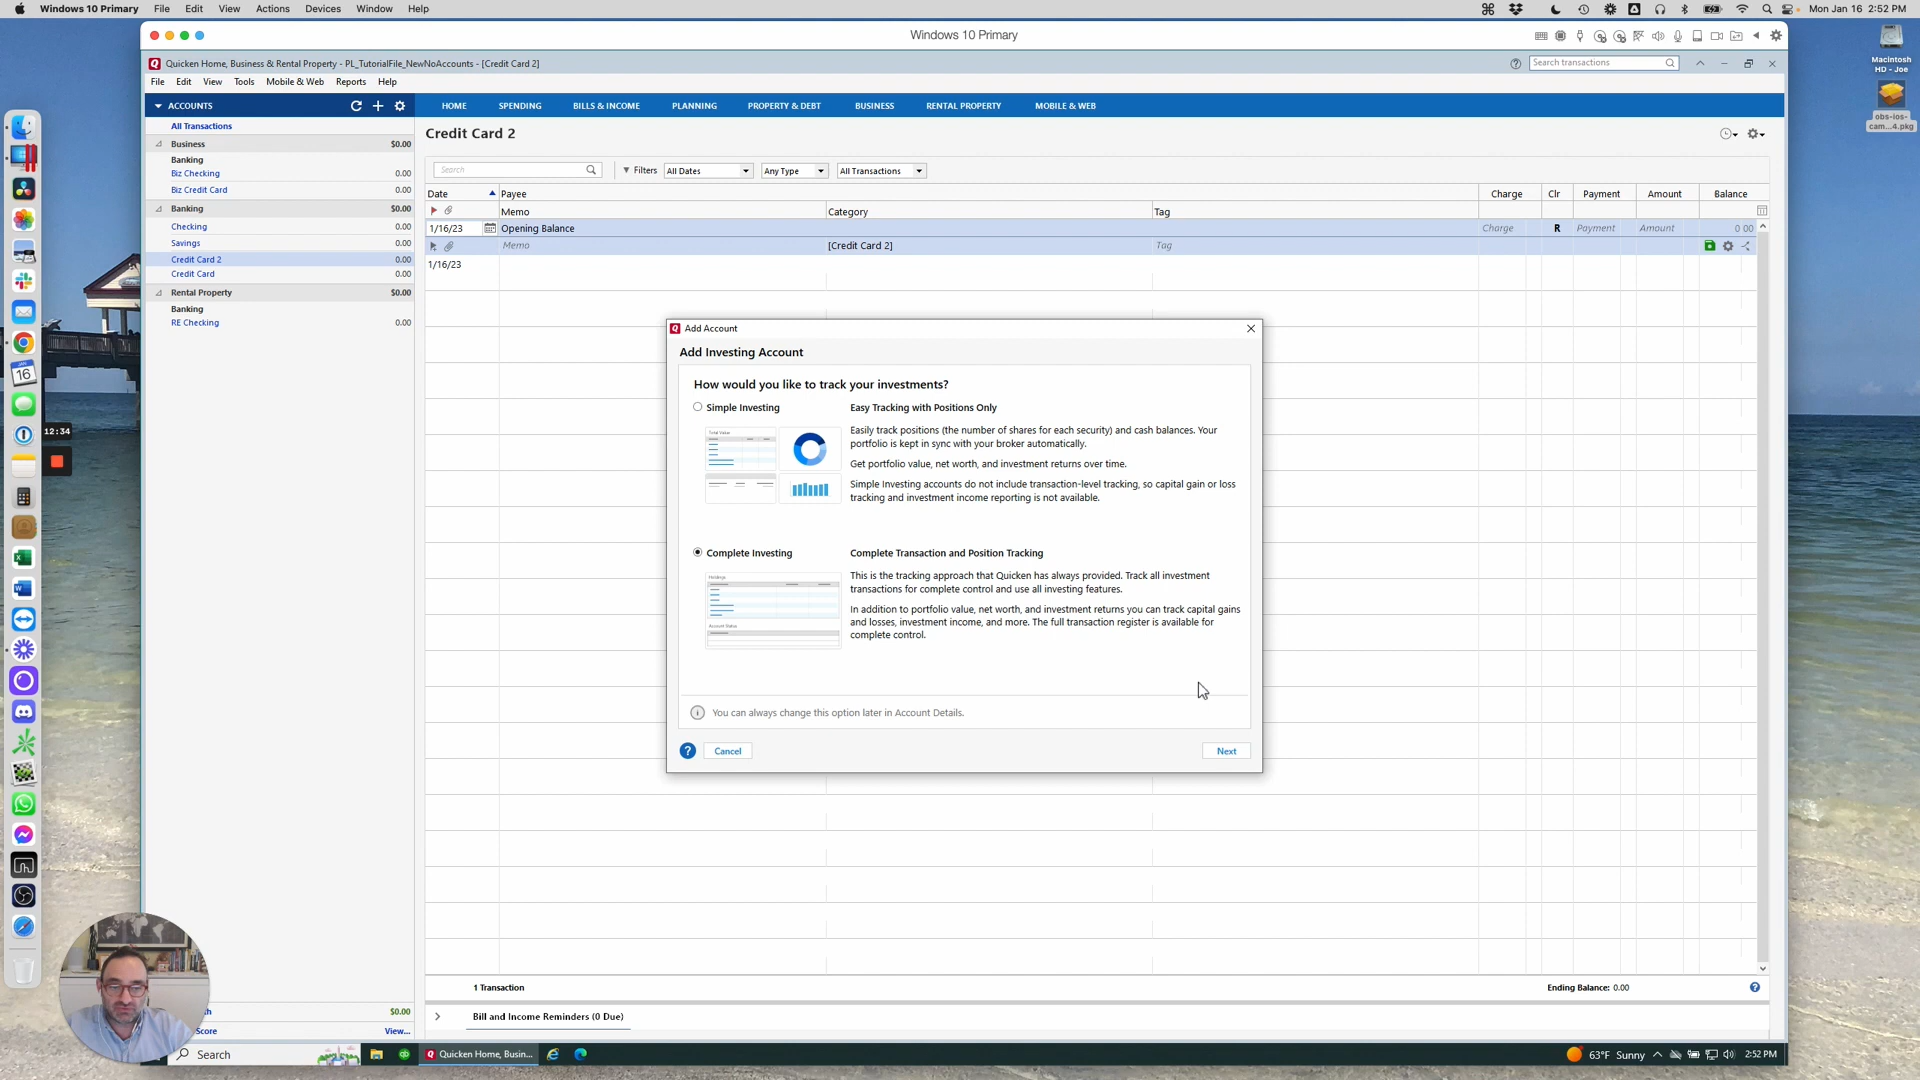 Windows 10 Primary File Edit View Actions Devices Window Help
Mon Jan 16 2:52 PM
Windows 10 Primary
Macintosh
HD - Joe
obs-ios-
cam...4.pkg
Quicken Home, Business & Rental Property - PL_TutorialFile_NewNoAccounts - [Credit Card 2]
Search transactions
File Edit View Tools Mobile & Web Reports Help
ACCOUNTS
HOME SPENDING BILLS & INCOME PLANNING PROPERTY & DEBT BUSINESS RENTAL PROPERTY MOBILE & WEB
All Transactions
Business $0.00
Banking
Biz Checking 0.00
Biz Credit Card 0.00
Banking $0.00
Checking 0.00
Savings 0.00
Credit Card 2 0.00
Credit Card 0.00
Rental Property $0.00
Banking
RE Checking 0.00
Credit Card 2
Search
Filters All Dates Any Type All Transactions
Date Payee Charge Clr Payment Amount Balance
Memo Category Tag
1/16/23 Opening Balance Charge R Payment Amount 0 00
Memo [Credit Card 2] Tag
1/16/23
Add Account
Add Investing Account
How would you like to track your investments?
Simple Investing
Easy Tracking with Positions Only
Easily track positions (the number of shares for each security) and cash balances. Your
portfolio is kept in sync with your broker automatically.
Get portfolio value, net worth, and investment returns over time.
Simple Investing accounts do not include transaction-level tracking, so capital gain or loss
tracking and investment income reporting is not available.
Total Value
Complete Investing
Complete Transaction and Position Tracking
This is the tracking approach that Quicken has always provided. Track all investment
transactions for complete control and use all investing features.
In addition to portfolio value, net worth, and investment returns you can track capital gains
and losses, investment income, and more. The full transaction register is available for
complete control.
Holdings
Account Status
You can always change this option later in Account Details.
Cancel Next
JAN
16
12:34
1 Transaction
Ending Balance: 0.00
Bill and Income Reminders (0 Due)
th $0.00
Score View...
Search
Quicken Home, Busin...
63°F Sunny
2:52 PM